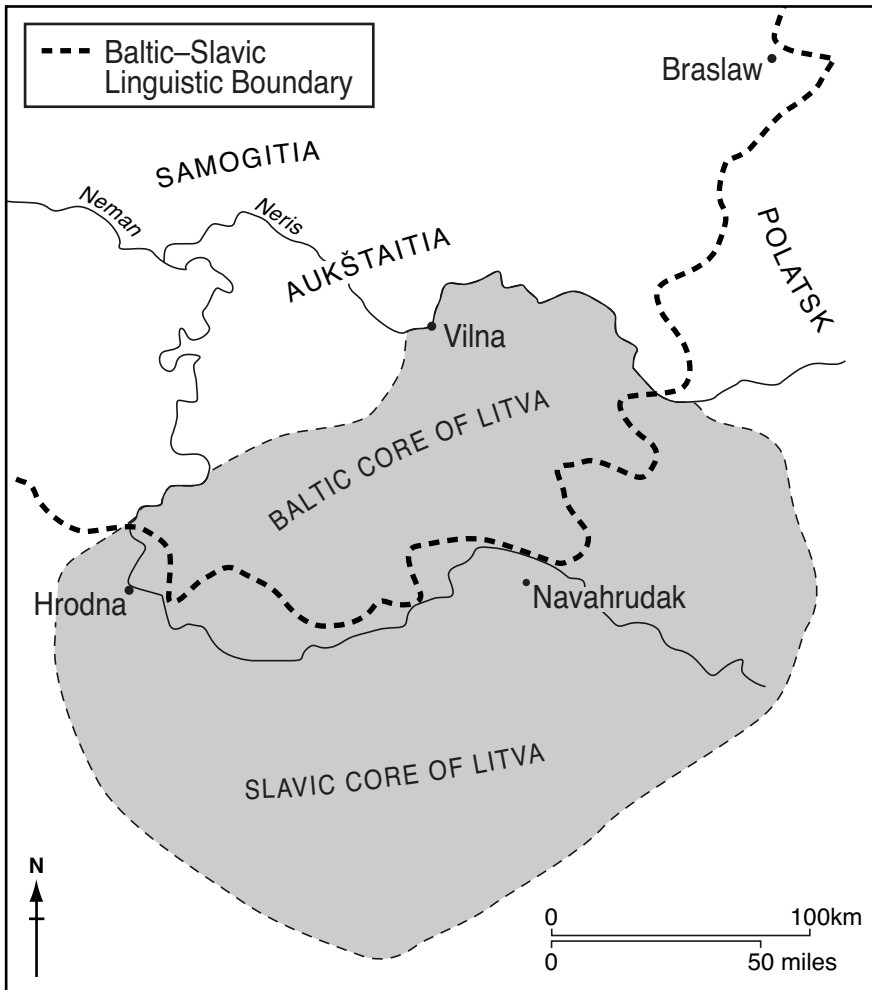 Baltic–Slavic
Linguistic Boundary
Braslaw
SAMOGITIA
Neman
Neris
AUKŠTAITIA
POLATSK
Vilna
BALTIC CORE OF LITVA
Hrodna
Navahrudak
SLAVIC CORE OF LITVA
N
0 100km
0 50 miles